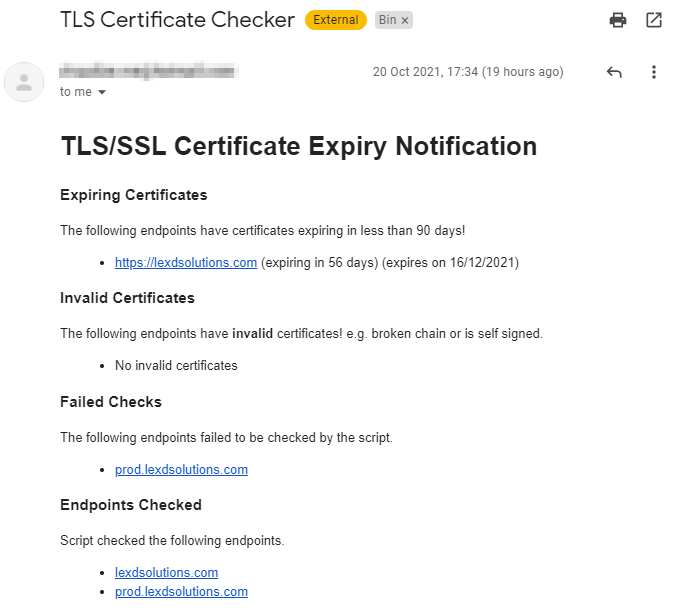 TLS Certificate Checker External Bin ×
20 Oct 2021, 17:34 (19 hours ago)
to me
TLS/SSL Certificate Expiry Notification
Expiring Certificates
The following endpoints have certificates expiring in less than 90 days!
• https://lexdsolutions.com (expiring in 56 days) (expires on 16/12/2021)
Invalid Certificates
The following endpoints have invalid certificates! e.g. broken chain or is self signed.
• No invalid certificates
Failed Checks
The following endpoints failed to be checked by the script.
• prod.lexdsolutions.com
Endpoints Checked
Script checked the following endpoints.
• lexdsolutions.com
• prod.lexdsolutions.com